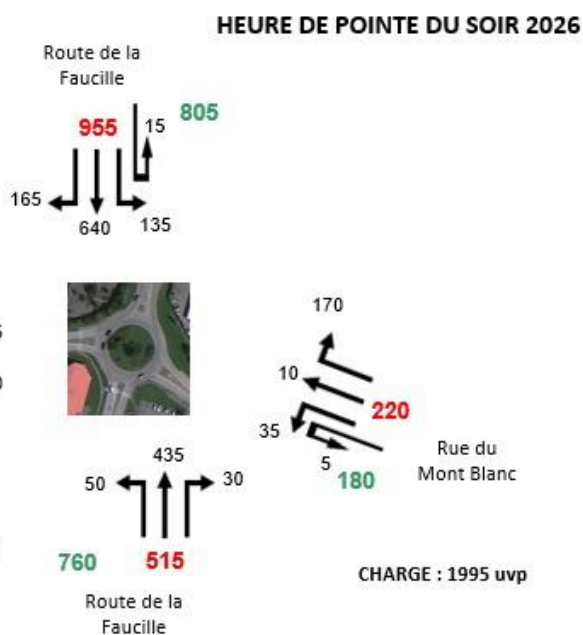 HEURE DE POINTE DU SOIR 2026
Route de la
Faucille
805
955
15
165
640
135
170
10
220
35
5
180
Rue du
Mont Blanc
435
50
30
760
515
CHARGE : 1995 uvp
Route de la
Faucille